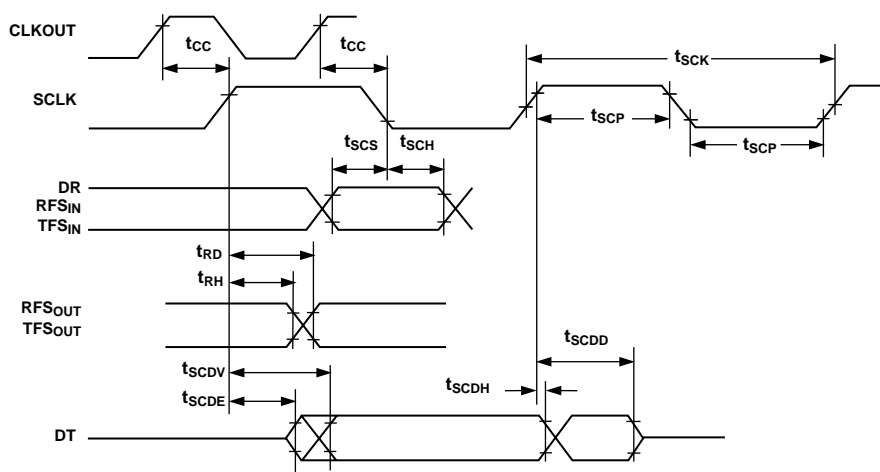 CLKOUT
tCC
tCC
tSCK
SCLK
tSCP
tSCP
tSCS
tSCH
DR
RFSIN
TFSIN
tRD
tRH
RFSOUT
TFSOUT
tSCDV
tSCDE
tSCDH
tSCDD
DT